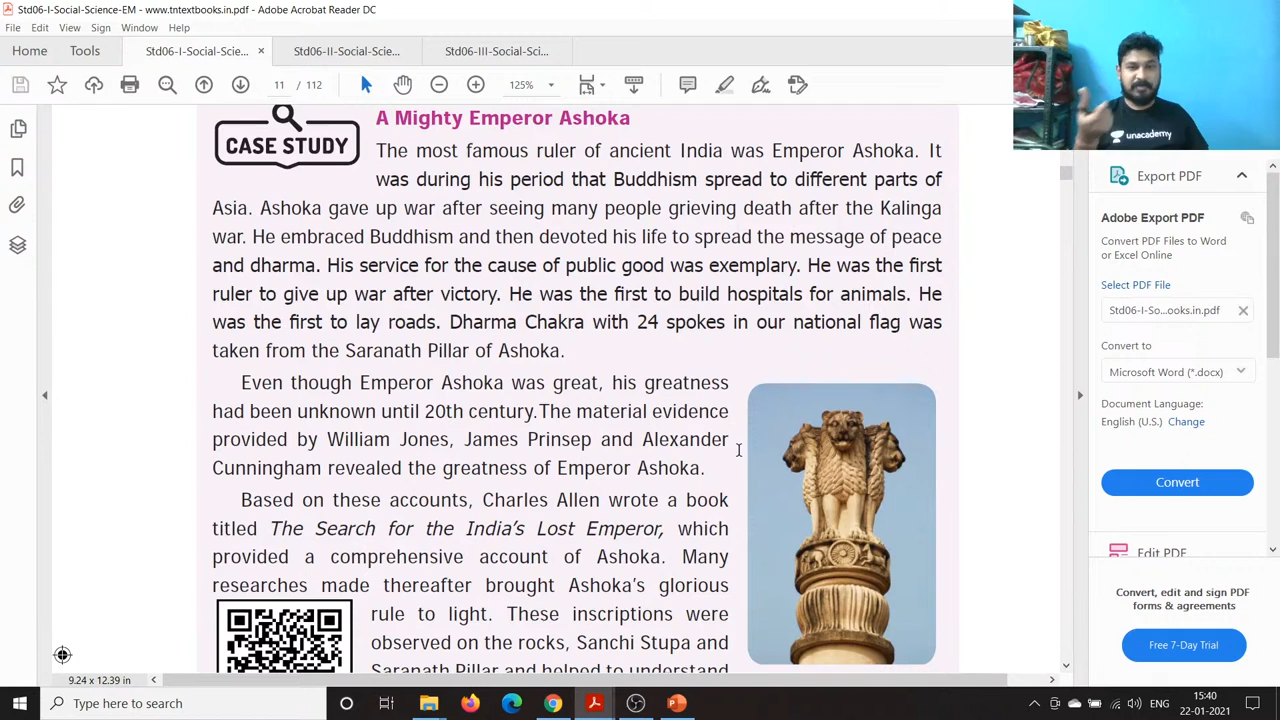 Std06-I-Social-Science-EM - www.tntextbooks.in.pdf - Adobe Acrobat Reader DC
File Edit View Sign Window Help
Home Tools Std06-I-Social-Scie... × Std06-II-Social-Scie... Std06-III-Social-Sci...
11 / 112 125%
A Mighty Emperor Ashoka
CASE STUDY
The most famous ruler of ancient India was Emperor Ashoka. It
was during his period that Buddhism spread to different parts of
Asia. Ashoka gave up war after seeing many people grieving death after the Kalinga
war. He embraced Buddhism and then devoted his life to spread the message of peace
and dharma. His service for the cause of public good was exemplary. He was the first
ruler to give up war after victory. He was the first to build hospitals for animals. He
was the first to lay roads. Dharma Chakra with 24 spokes in our national flag was
taken from the Saranath Pillar of Ashoka.
Even though Emperor Ashoka was great, his greatness
had been unknown until 20th century.The material evidence
provided by William Jones, James Prinsep and Alexander
Cunningham revealed the greatness of Emperor Ashoka.
Based on these accounts, Charles Allen wrote a book
titled The Search for the India's Lost Emperor, which
provided a comprehensive account of Ashoka. Many
researches made thereafter brought Ashoka's glorious
rule to light. These inscriptions were
observed on the rocks, Sanchi Stupa and
Saranath Pillar and helped to understand
9.24 x 12.39 in
unacademy
Export PDF
Adobe Export PDF
Convert PDF Files to Word
or Excel Online
Select PDF File
Std06-I-So...ooks.in.pdf
Convert to
Microsoft Word (*.docx)
Document Language:
English (U.S.) Change
Convert
Edit PDF
Convert, edit and sign PDF
forms & agreements
Free 7-Day Trial
Type here to search
ENG
15:40
22-01-2021